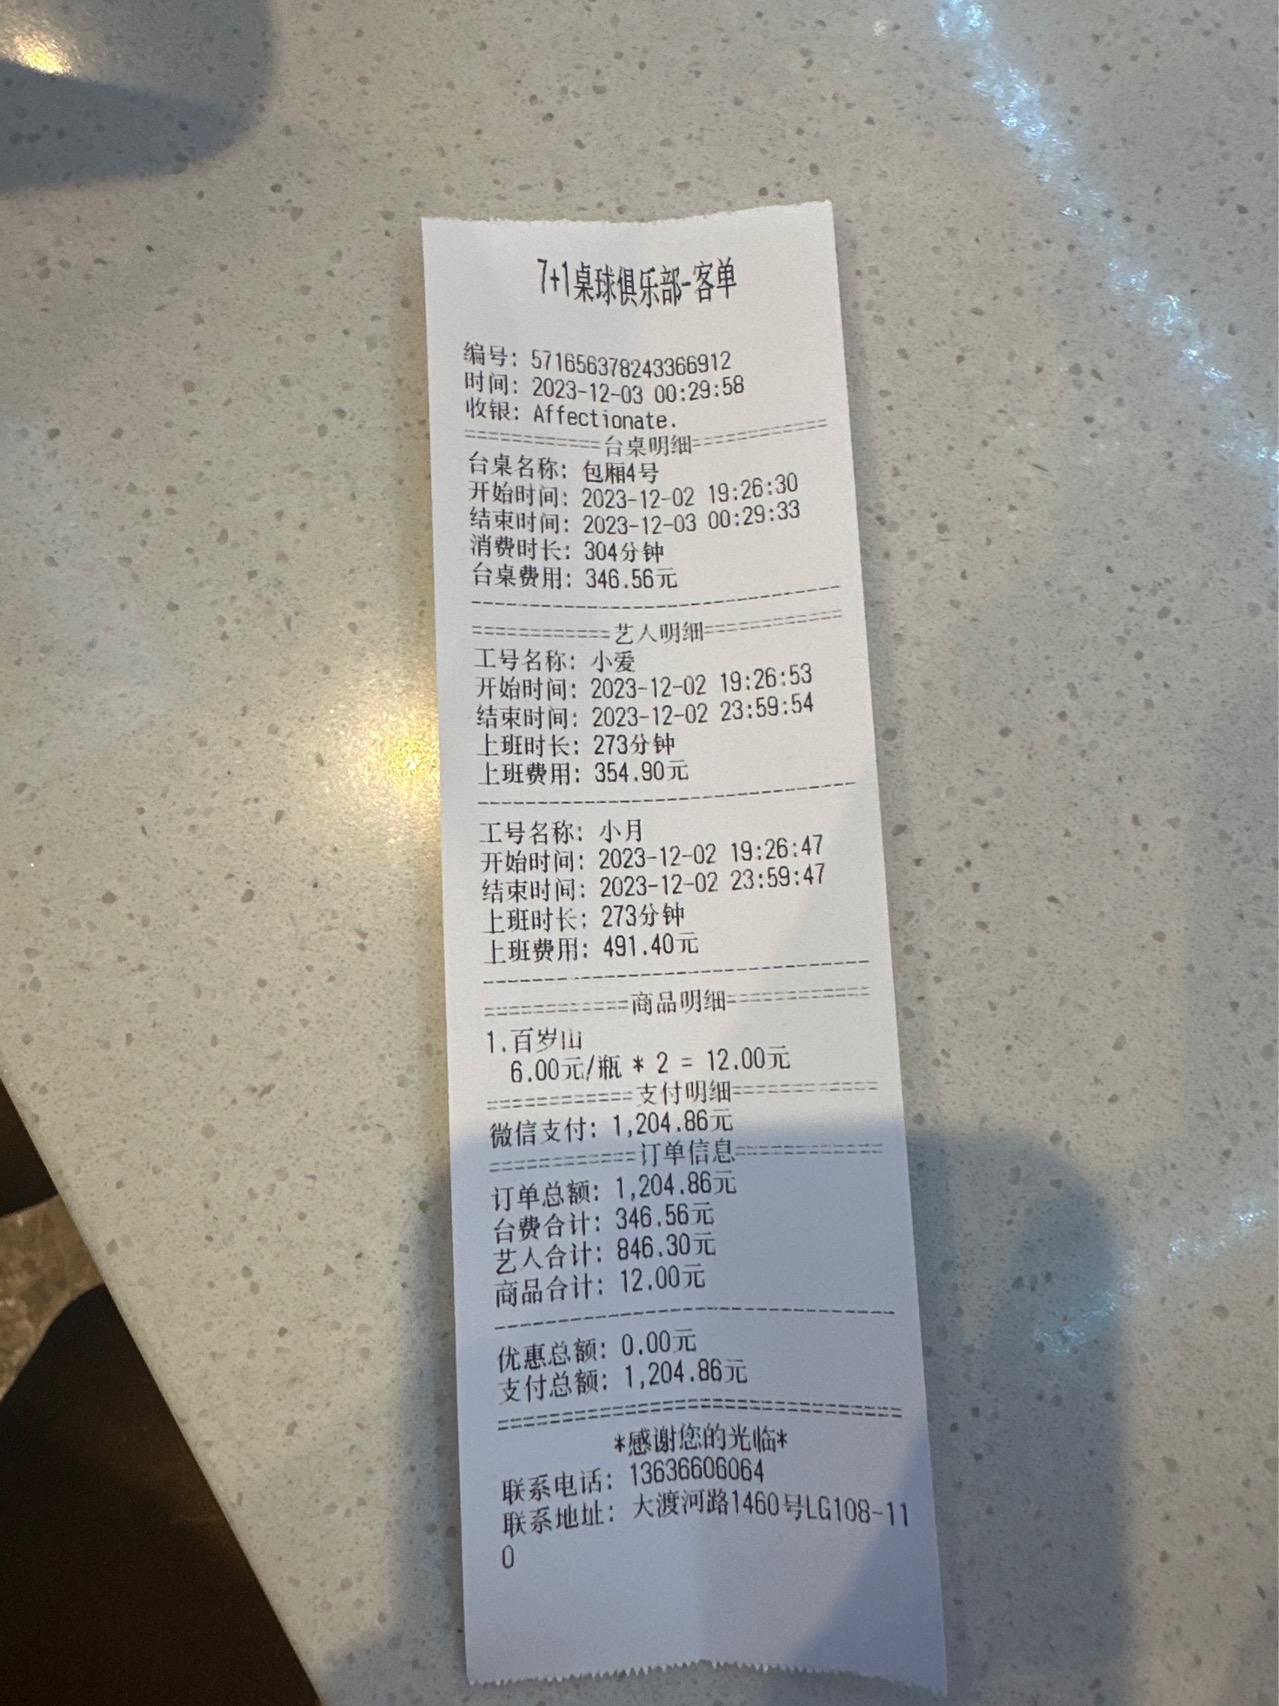 7+1桌球俱乐部-客单
编号: 571656378243366912
时间: 2023-12-03 00:29:58
收银: Affectionate.
===========台桌明细===========
台桌名称: 包厢4号
开始时间: 2023-12-02 19:26:30
结束时间: 2023-12-03 00:29:33
消费时长: 304分钟
台桌费用: 346.56元
--------------------------------
===========艺人明细===========
工号名称: 小爱
开始时间: 2023-12-02 19:26:53
结束时间: 2023-12-02 23:59:54
上班时长: 273分钟
上班费用: 354.90元
--------------------------------
工号名称: 小月
开始时间: 2023-12-02 19:26:47
结束时间: 2023-12-02 23:59:47
上班时长: 273分钟
上班费用: 491.40元
--------------------------------
===========商品明细===========
1.百岁山
6.00元/瓶 * 2 = 12.00元
===========支付明细===========
微信支付: 1,204.86元
===========订单信息===========
订单总额: 1,204.86元
台费合计: 346.56元
艺人合计: 846.30元
商品合计: 12.00元
--------------------------------
优惠总额: 0.00元
支付总额: 1,204.86元
================================
*感谢您的光临*
联系电话: 13636606064
联系地址: 大渡河路1460号LG108-11
0